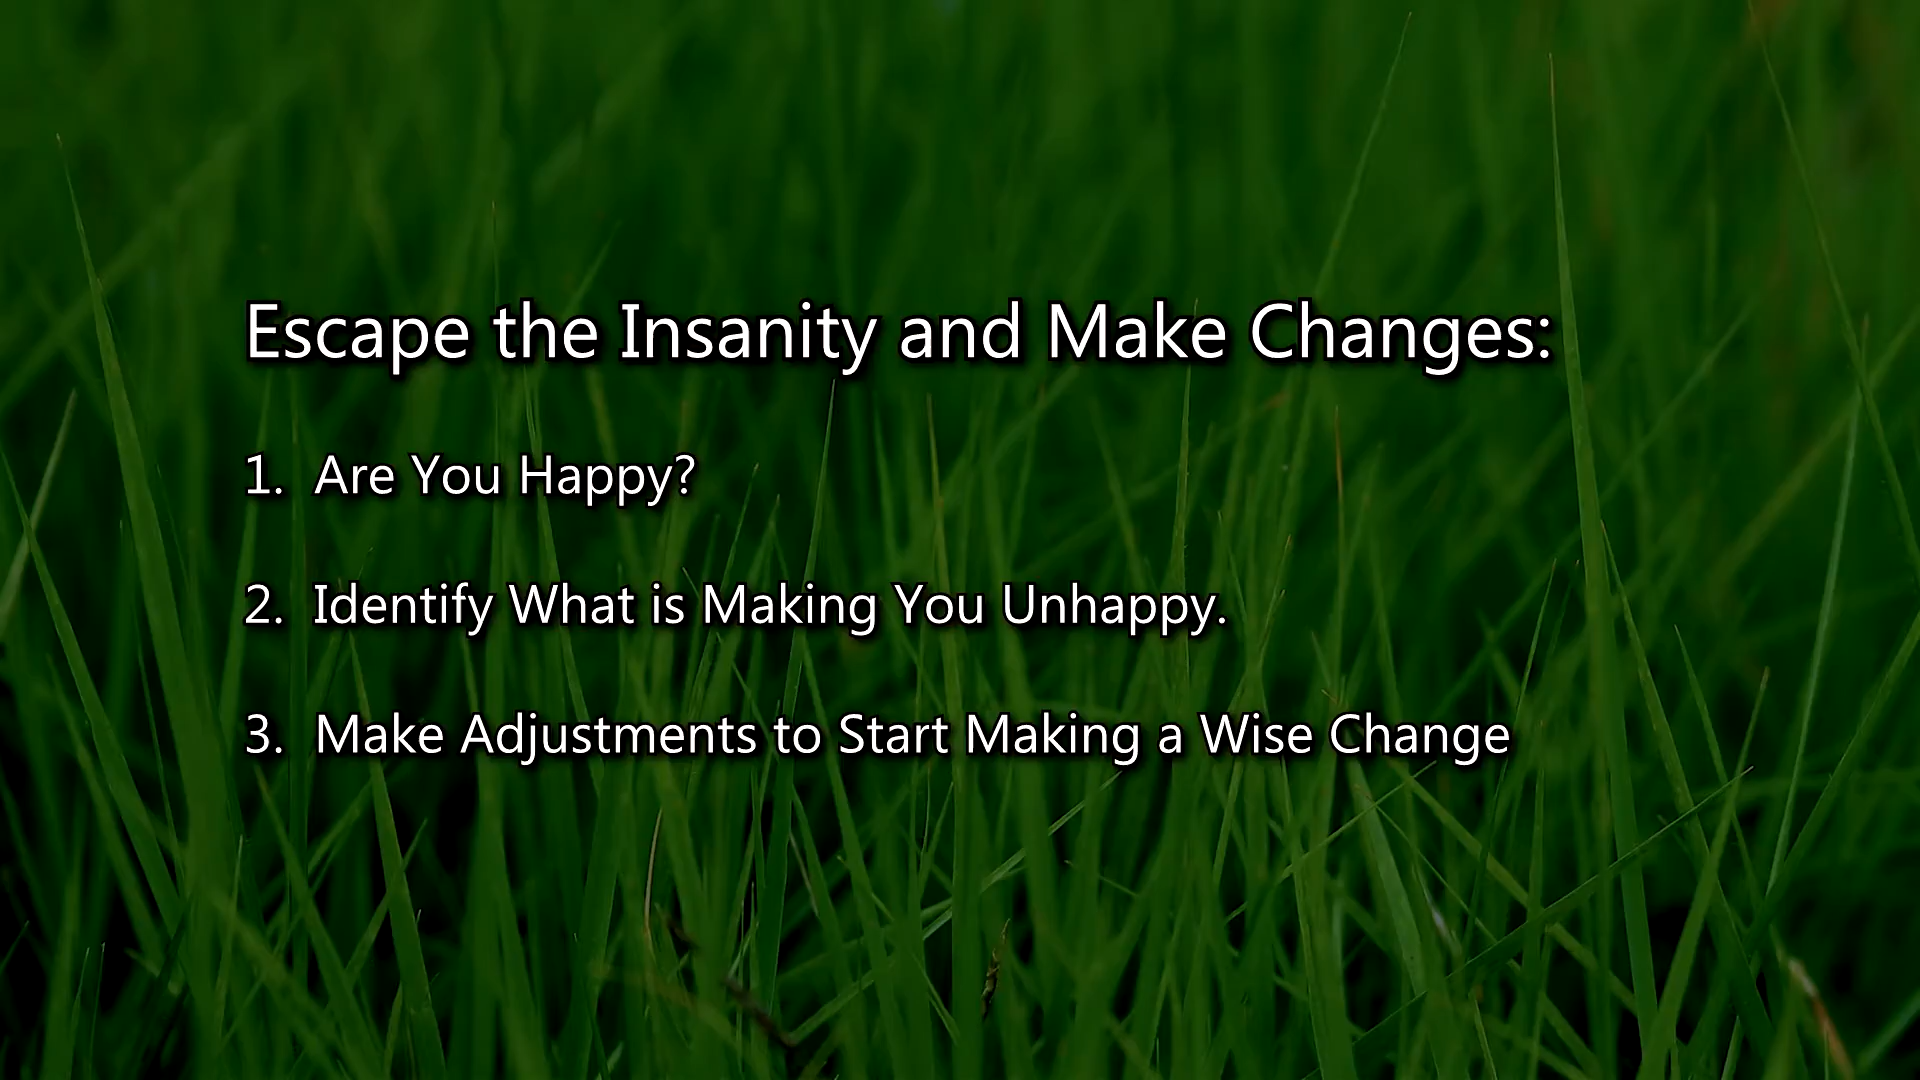 Escape the Insanity and Make Changes:
1. Are You Happy?
2. Identify What is Making You Unhappy.
3. Make Adjustments to Start Making a Wise Change